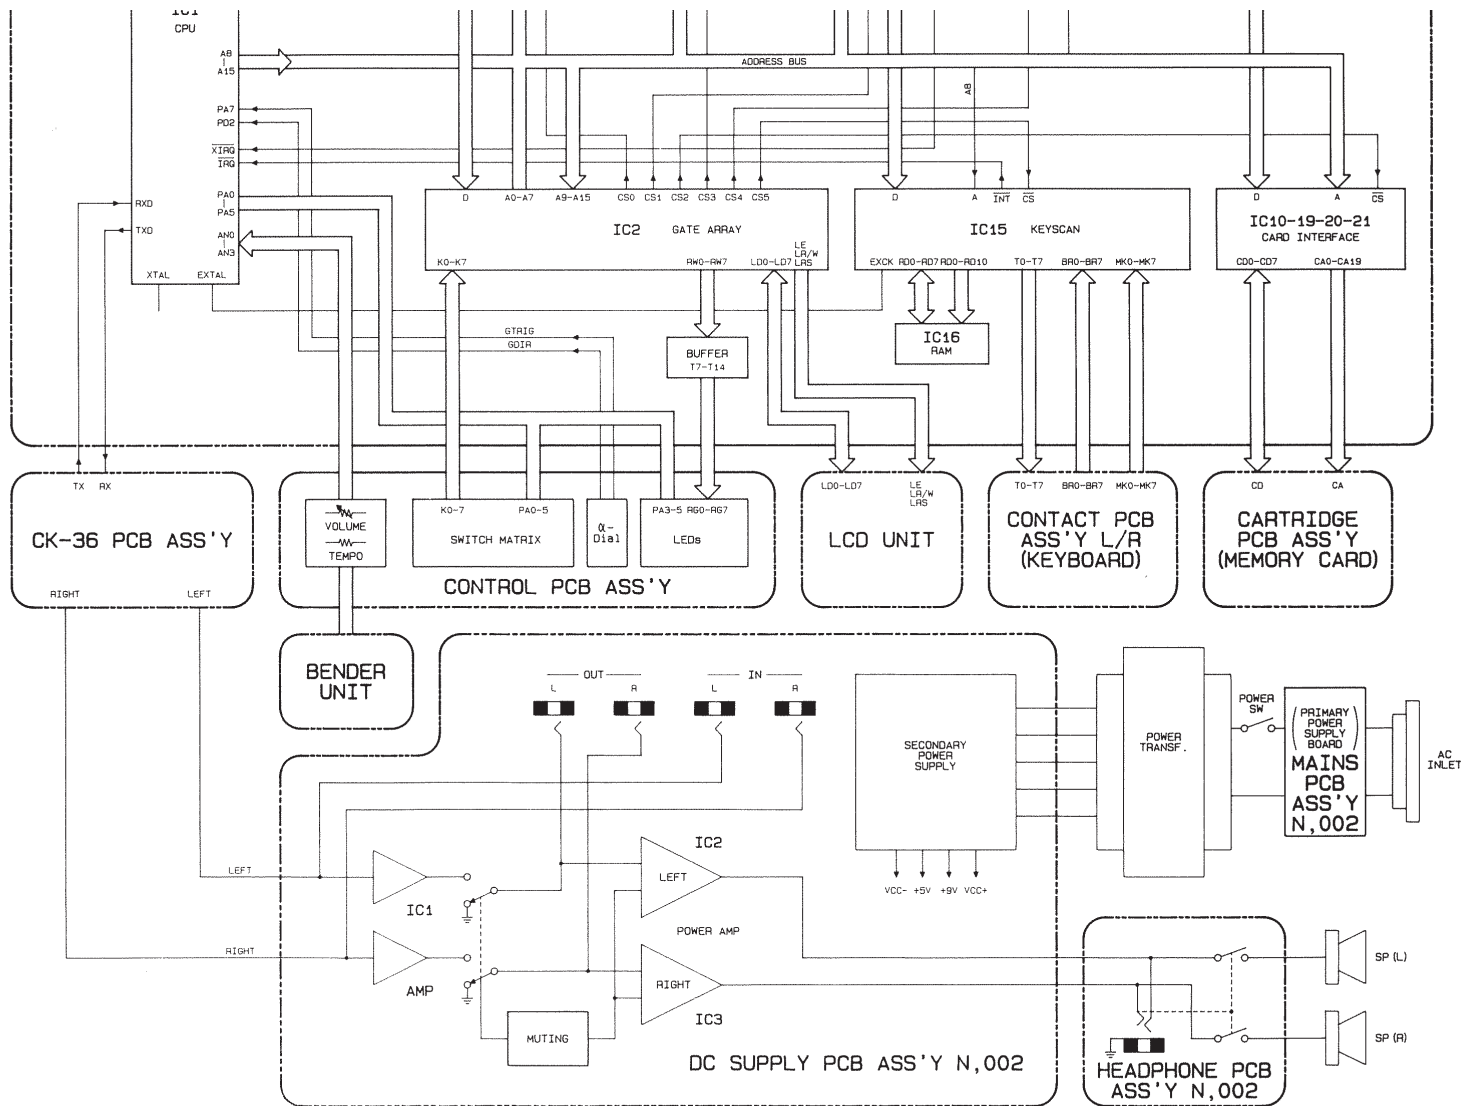 IC1
CPU
A8
A15
ADDRESS BUS
A8
PA7
PD2
XIRQ
IRQ
PA0
PA5
AN0
AN3
RXD
TXD
XTAL EXTAL
D A0-A7 A9-A15 CS0 CS1 CS2 CS3 CS4 CS5
IC2 GATE ARRAY
K0-K7 RW0-RW7 LD0-LD7
LE
LR/W
LRS
D A INT CS
IC15 KEYSCAN
EXCK RD0-RD7 RD0-RD10 T0-T7 BR0-BR7 MK0-MK7
D A CS
IC10-19-20-21
CARD INTERFACE
CD0-CD7 CA0-CA19
GTRIG
GDIR
BUFFER
T7-T14
IC16
RAM
TX RX
CK-36 PCB ASS'Y
RIGHT LEFT
VOLUME
TEMPO
K0-7 PA0-5
SWITCH MATRIX
α-
Dial
PA3-5 RG0-RG7
LEDs
CONTROL PCB ASS'Y
LD0-LD7
LE
LR/W
LRS
LCD UNIT
T0-T7 BR0-BR7 MK0-MK7
CONTACT PCB
ASS'Y L/R
(KEYBOARD)
CD CA
CARTRIDGE
PCB ASS'Y
(MEMORY CARD)
BENDER
UNIT
OUT IN
L R L R
SECONDARY
POWER
SUPPLY
VCC- +5V +9V VCC+
POWER
TRANSF.
POWER
SW
(PRIMARY
POWER
SUPPLY
BOARD)
MAINS
PCB
ASS'Y
N,002
AC
INLET
LEFT
IC1
RIGHT
AMP
IC2
LEFT
POWER AMP
RIGHT
IC3
MUTING
DC SUPPLY PCB ASS'Y N,002
SP(L)
SP(R)
HEADPHONE PCB
ASS'Y N,002